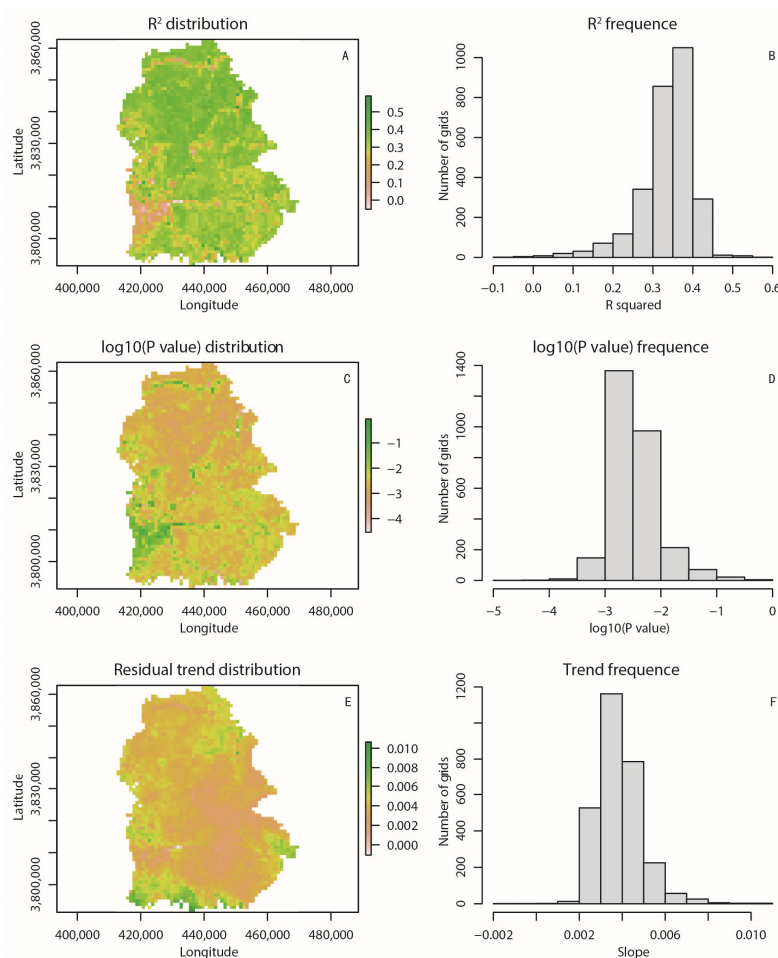 R² distribution
A
Latitude
3,860,000
3,830,000
3,800,000
0.5
0.4
0.3
0.2
0.1
0.0
400,000 420,000 440,000 460,000 480,000
Longitude
R² frequence
B
Number of grids
1000
800
600
400
200
0
−0.1 0.0 0.1 0.2 0.3 0.4 0.5 0.6
R squared
log10(P value) distribution
C
Latitude
3,860,000
3,830,000
3,800,000
−1
−2
−3
−4
400,000 420,000 440,000 460,000 480,000
Longitude
log10(P value) frequence
D
Number of grids
1400
1000
600
200
0
−5 −4 −3 −2 −1 0
log10(P value)
Residual trend distribution
E
Latitude
3,860,000
3,830,000
3,800,000
0.010
0.008
0.006
0.004
0.002
0.000
400,000 420,000 440,000 460,000 480,000
Longitude
Trend frequence
F
Number of grids
1200
800
600
400
200
0
−0.002 0.002 0.006 0.010
Slope